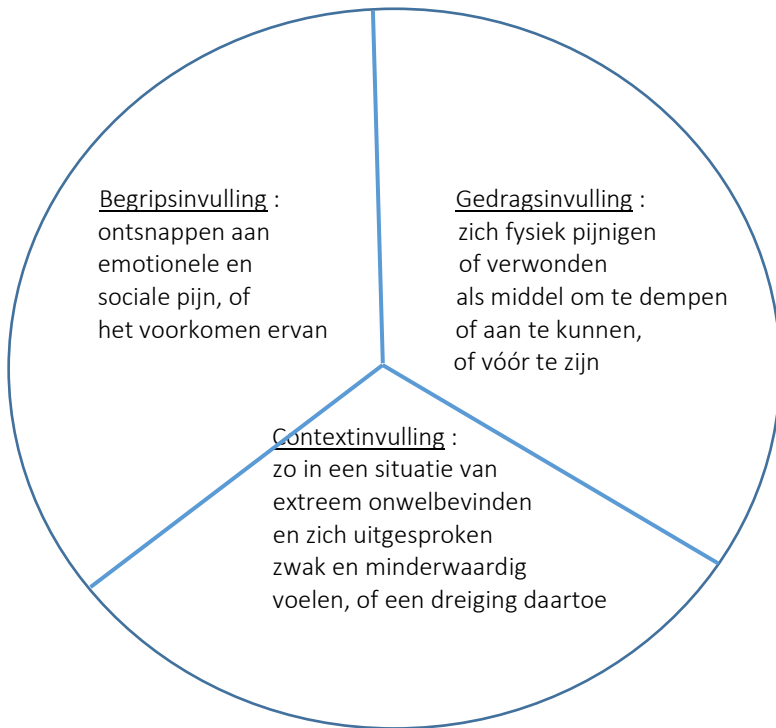 Begripsinvulling :
ontsnappen aan
emotionele en
sociale pijn, of
het voorkomen ervan
Gedragsinvulling :
zich fysiek pijnigen
of verwonden
als middel om te dempen
of aan te kunnen,
of vóór te zijn
Contextinvulling :
zo in een situatie van
extreem onwelbevinden
en zich uitgesproken
zwak en minderwaardig
voelen, of een dreiging daartoe